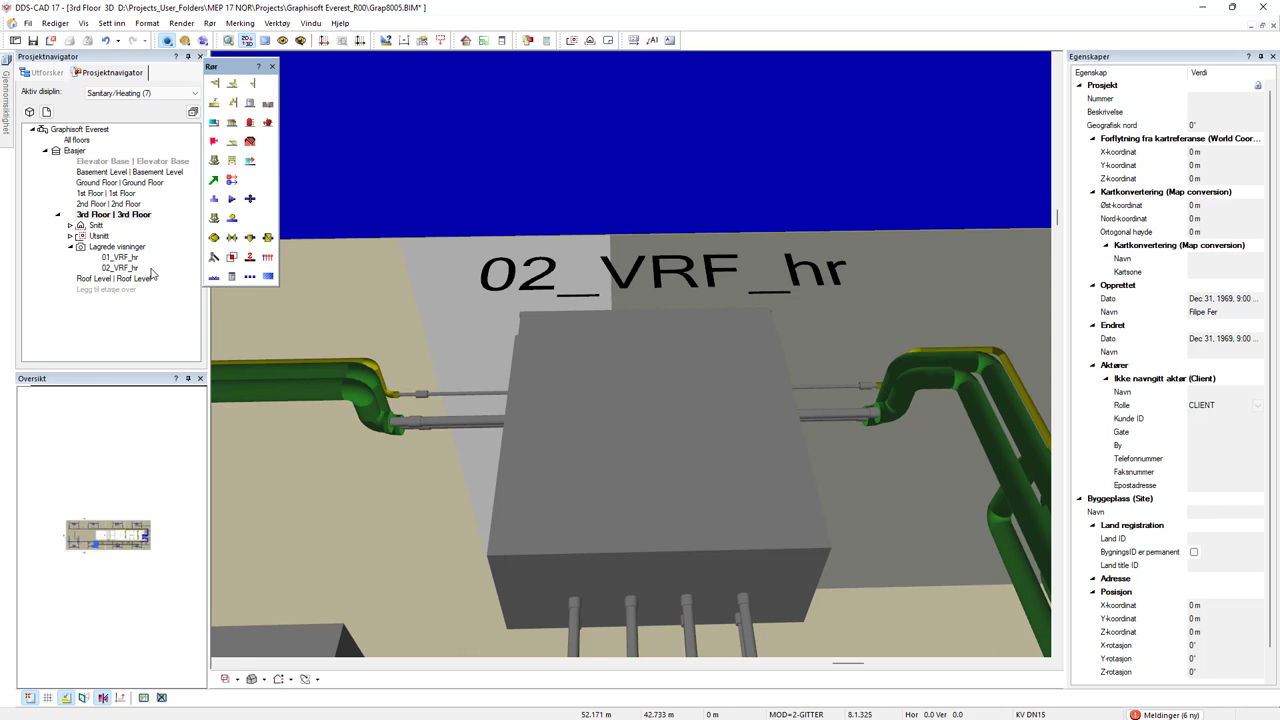 DDS-CAD 17 - [3rd Floor  3D  D:\Projects_User_Folders\MEP 17 NOR\Projects\Graphisoft Everest_R00\Grap8005.BIM* ]
Fil Rediger Vis Sett inn Format Render Rør Merking Verktøy Vindu Hjelp
Prosjektnavigator
Utforsker Prosjektnavigator
Aktiv disiplin: Sanitary/Heating (7)
Graphisoft Everest
All floors
Etasjer
Elevator Base | Elevator Base
Basement Level | Basement Level
Ground Floor | Ground Floor
1st Floor | 1st Floor
2nd Floor | 2nd Floor
3rd Floor | 3rd Floor
Snitt
Utsnitt
Lagrede visninger
01_VRF_hr
02_VRF_hr
Roof Level | Roof Level
Legg til etasje over
Gjennomsiktighet
Oversikt
Rør
02_VRF_hr
Egenskaper
Egenskap Verdi
Prosjekt
Nummer
Beskrivelse
Geografisk nord 0°
Forflytning fra kartreferanse (World Coor...
X-koordinat 0 m
Y-koordinat 0 m
Z-koordinat 0 m
Kartkonvertering (Map conversion)
Øst-koordinat 0 m
Nord-koordinat 0 m
Ortogonal høyde 0 m
Kartkonvertering (Map conversion)
Navn
Kartsone
Opprettet
Dato Dec 31, 1969, 9:00 ...
Navn Filipe Fer
Endret
Dato Dec 31, 1969, 9:00 ...
Navn
Aktører
Ikke navngitt aktør (Client)
Navn
Rolle CLIENT
Kunde ID
Gate
By
Telefonnummer
Faksnummer
Epostadresse
Byggeplass (Site)
Navn
Land registration
Land ID
BygningsID er permanent
Land title ID
Adresse
Posisjon
X-koordinat 0 m
Y-koordinat 0 m
Z-koordinat 0 m
X-rotasjon 0°
Y-rotasjon 0°
Z-rotasjon 0°
52.171 m 42.733 m 0 m MOD=2-GITTER 8.1.325 Hor 0.0 Ver 0.0 KV DN15 Meldinger (6 ny)